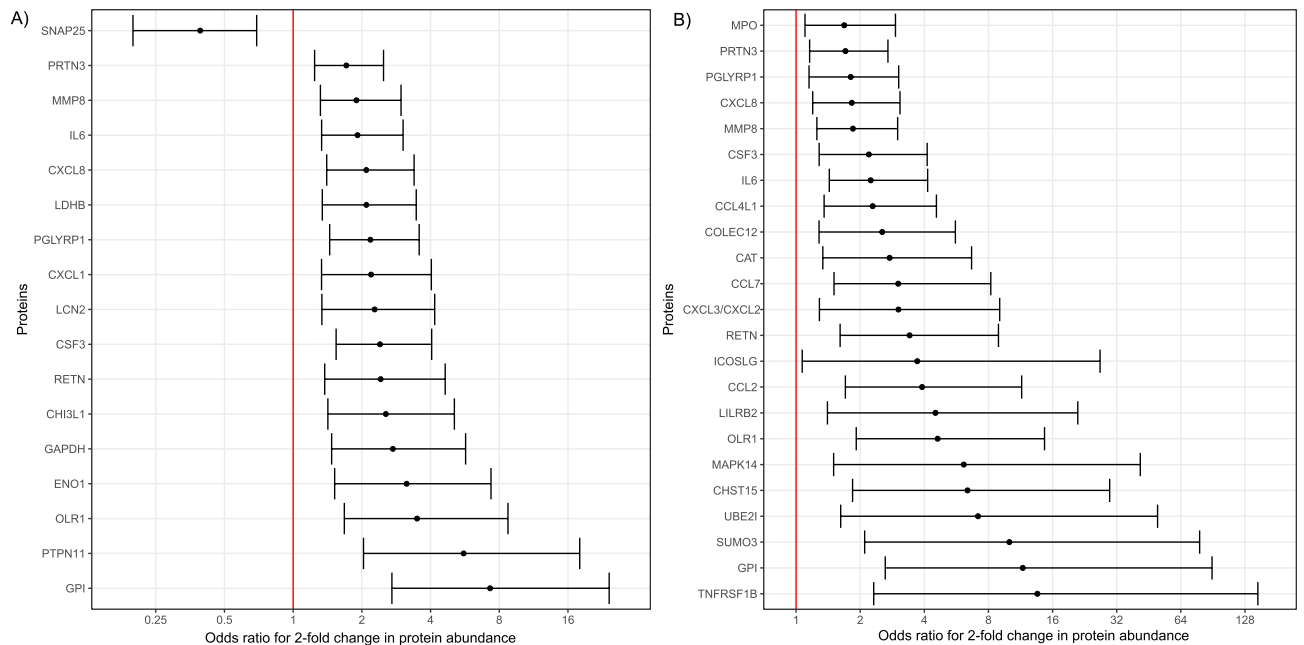 A)
Proteins
SNAP25
PRTN3
MMP8
IL6
CXCL8
LDHB
PGLYRP1
CXCL1
LCN2
CSF3
RETN
CHI3L1
GAPDH
ENO1
OLR1
PTPN11
GPI
0.25 0.5 1 2 4 8 16
Odds ratio for 2-fold change in protein abundance
B)
Proteins
MPO
PRTN3
PGLYRP1
CXCL8
MMP8
CSF3
IL6
CCL4L1
COLEC12
CAT
CCL7
CXCL3/CXCL2
RETN
ICOSLG
CCL2
LILRB2
OLR1
MAPK14
CHST15
UBE2I
SUMO3
GPI
TNFRSF1B
1 2 4 8 16 32 64 128
Odds ratio for 2-fold change in protein abundance